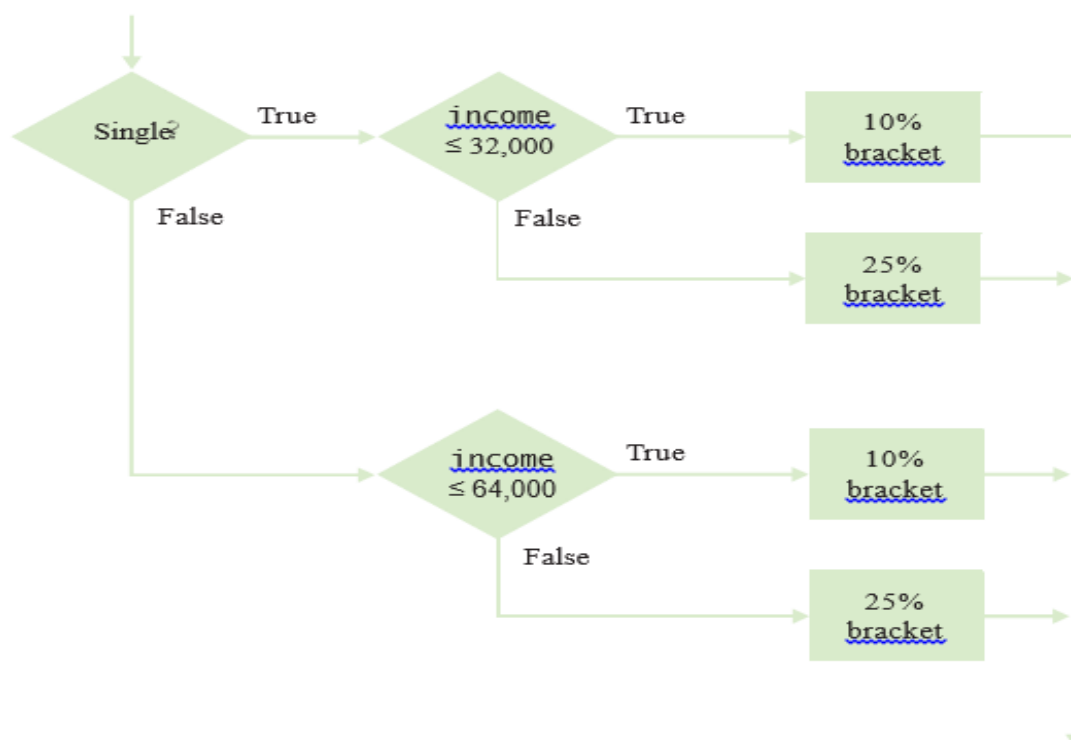 Single?
True
income
≤ 32,000
True
10%
bracket
False
False
25%
bracket
income
≤ 64,000
True
10%
bracket
False
25%
bracket